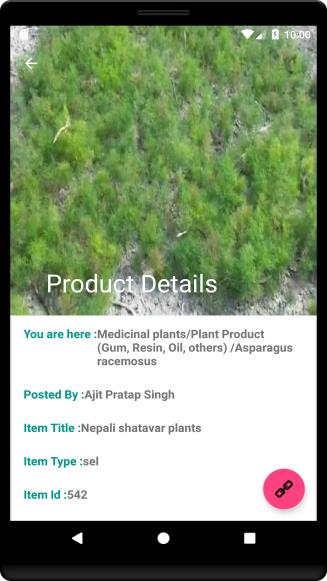 10:00
Product Details
You are here :Medicinal plants/Plant Product
(Gum, Resin, Oil, others) /Asparagus
racemosus
Posted By :Ajit Pratap Singh
Item Title :Nepali shatavar plants
Item Type :sel
Item Id :542